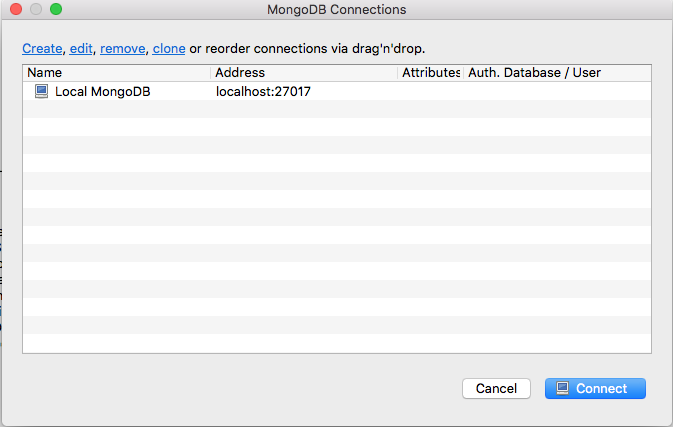 MongoDB Connections
Create, edit, remove, clone or reorder connections via drag'n'drop.
Name Address Attributes Auth. Database / User
Local MongoDB localhost:27017
Cancel Connect